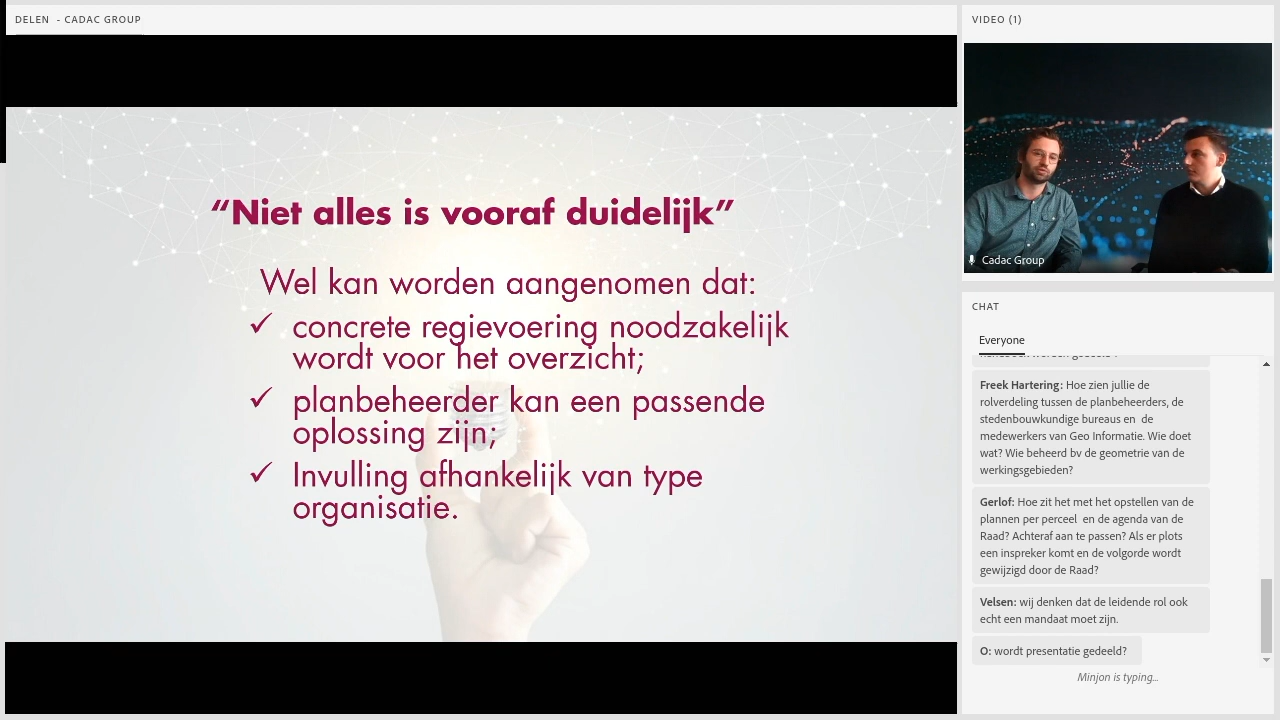 DELEN - CADAC GROUP
“Niet alles is vooraf duidelijk”
Wel kan worden aangenomen dat:
✓ concrete regievoering noodzakelijk
wordt voor het overzicht;
✓ planbeheerder kan een passende
oplossing zijn;
✓ Invulling afhankelijk van type
organisatie.
VIDEO (1)
Cadac Group
CHAT
Everyone
Freek Hartering: Hoe zien jullie de
rolverdeling tussen de planbeheerders, de
stedenbouwkundige bureaus en de
medewerkers van Geo Informatie. Wie doet
wat? Wie beheerd bv de geometrie van de
werkingsgebieden?
Gerlof: Hoe zit het met het opstellen van de
plannen per perceel en de agenda van de
Raad? Achteraf aan te passen? Als er plots
een inspreker komt en de volgorde wordt
gewijzigd door de Raad?
Velsen: wij denken dat de leidende rol ook
echt een mandaat moet zijn.
O: wordt presentatie gedeeld?
Minjon is typing...